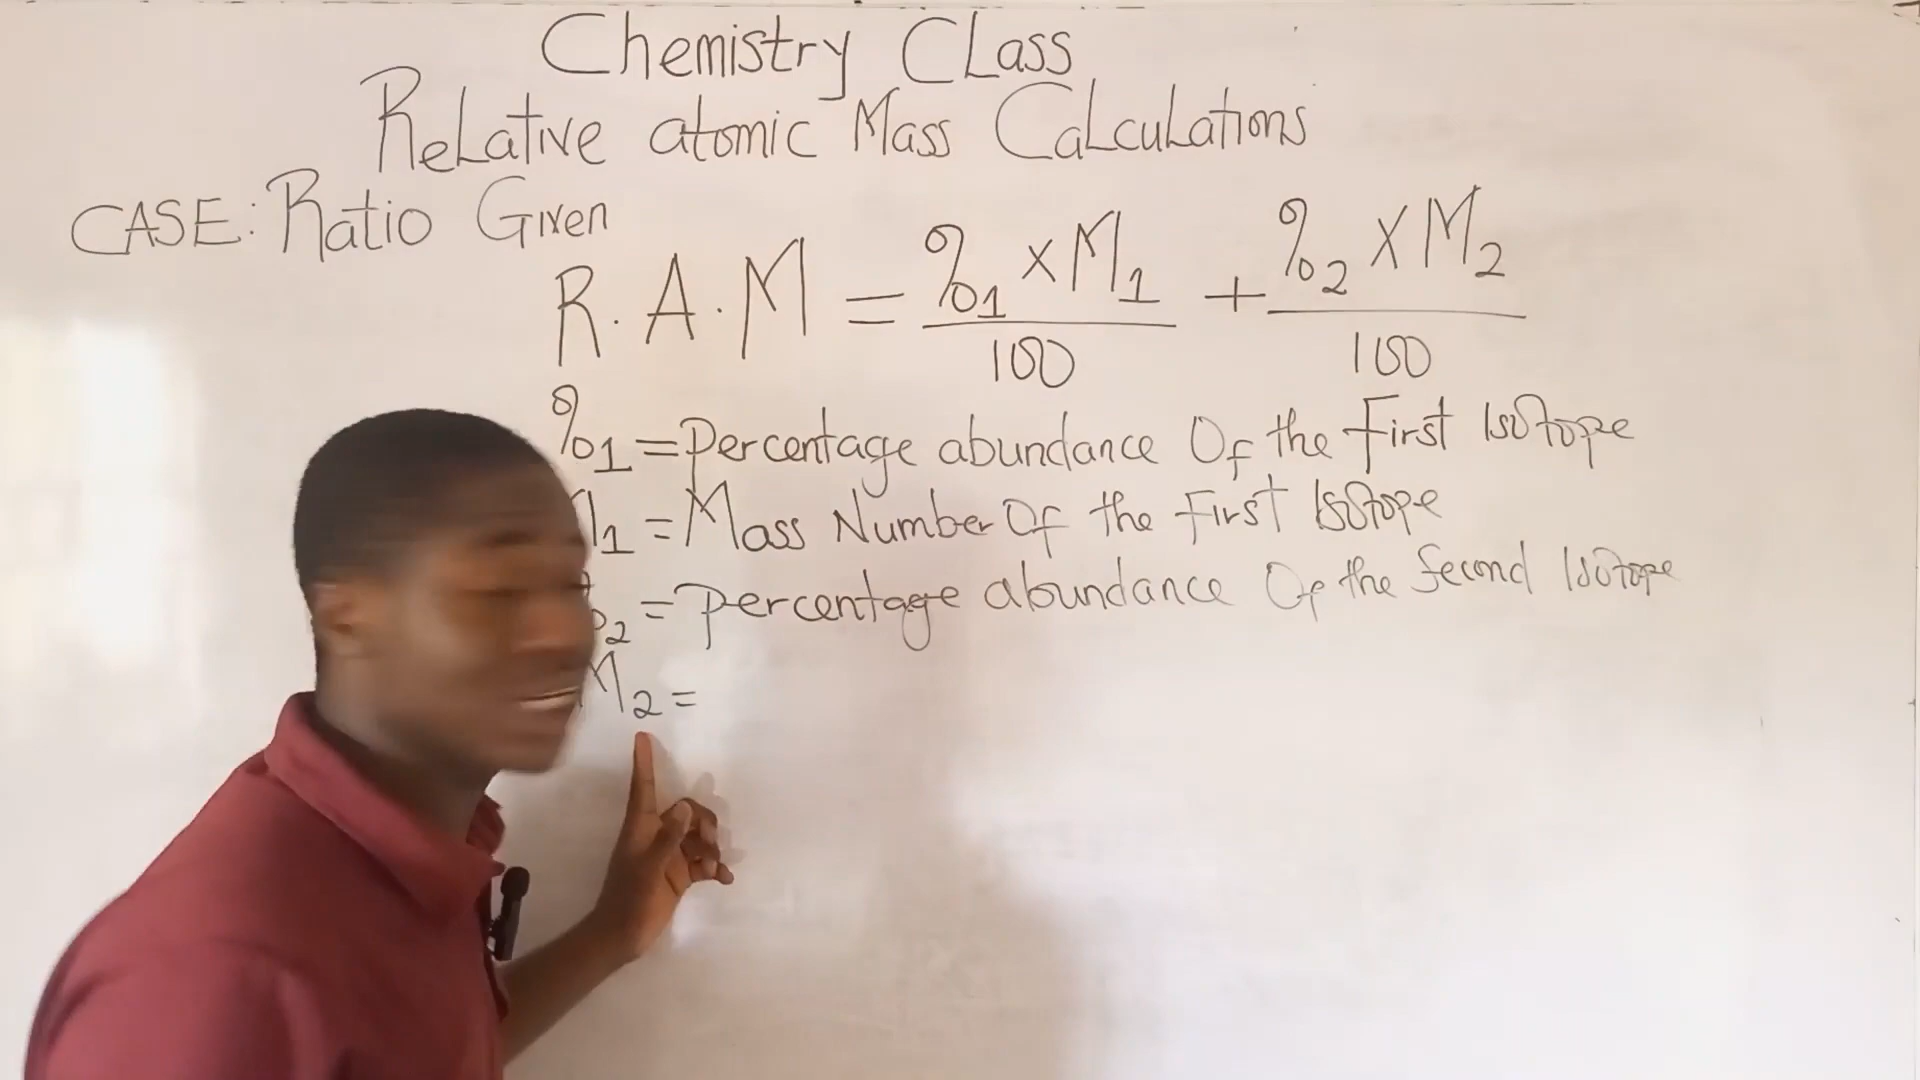 Chemistry CLass
ReLative atomic Mass CaLcuLations
CASE: Ratio Given
R.A.M = %1 x M1 / 100 + %2 x M2 / 100
%1 = Percentage abundance Of the First Isotope
M1 = Mass Number Of the First Isotope
%2 = Percentage abundance Of the Second Isotope
M2 =